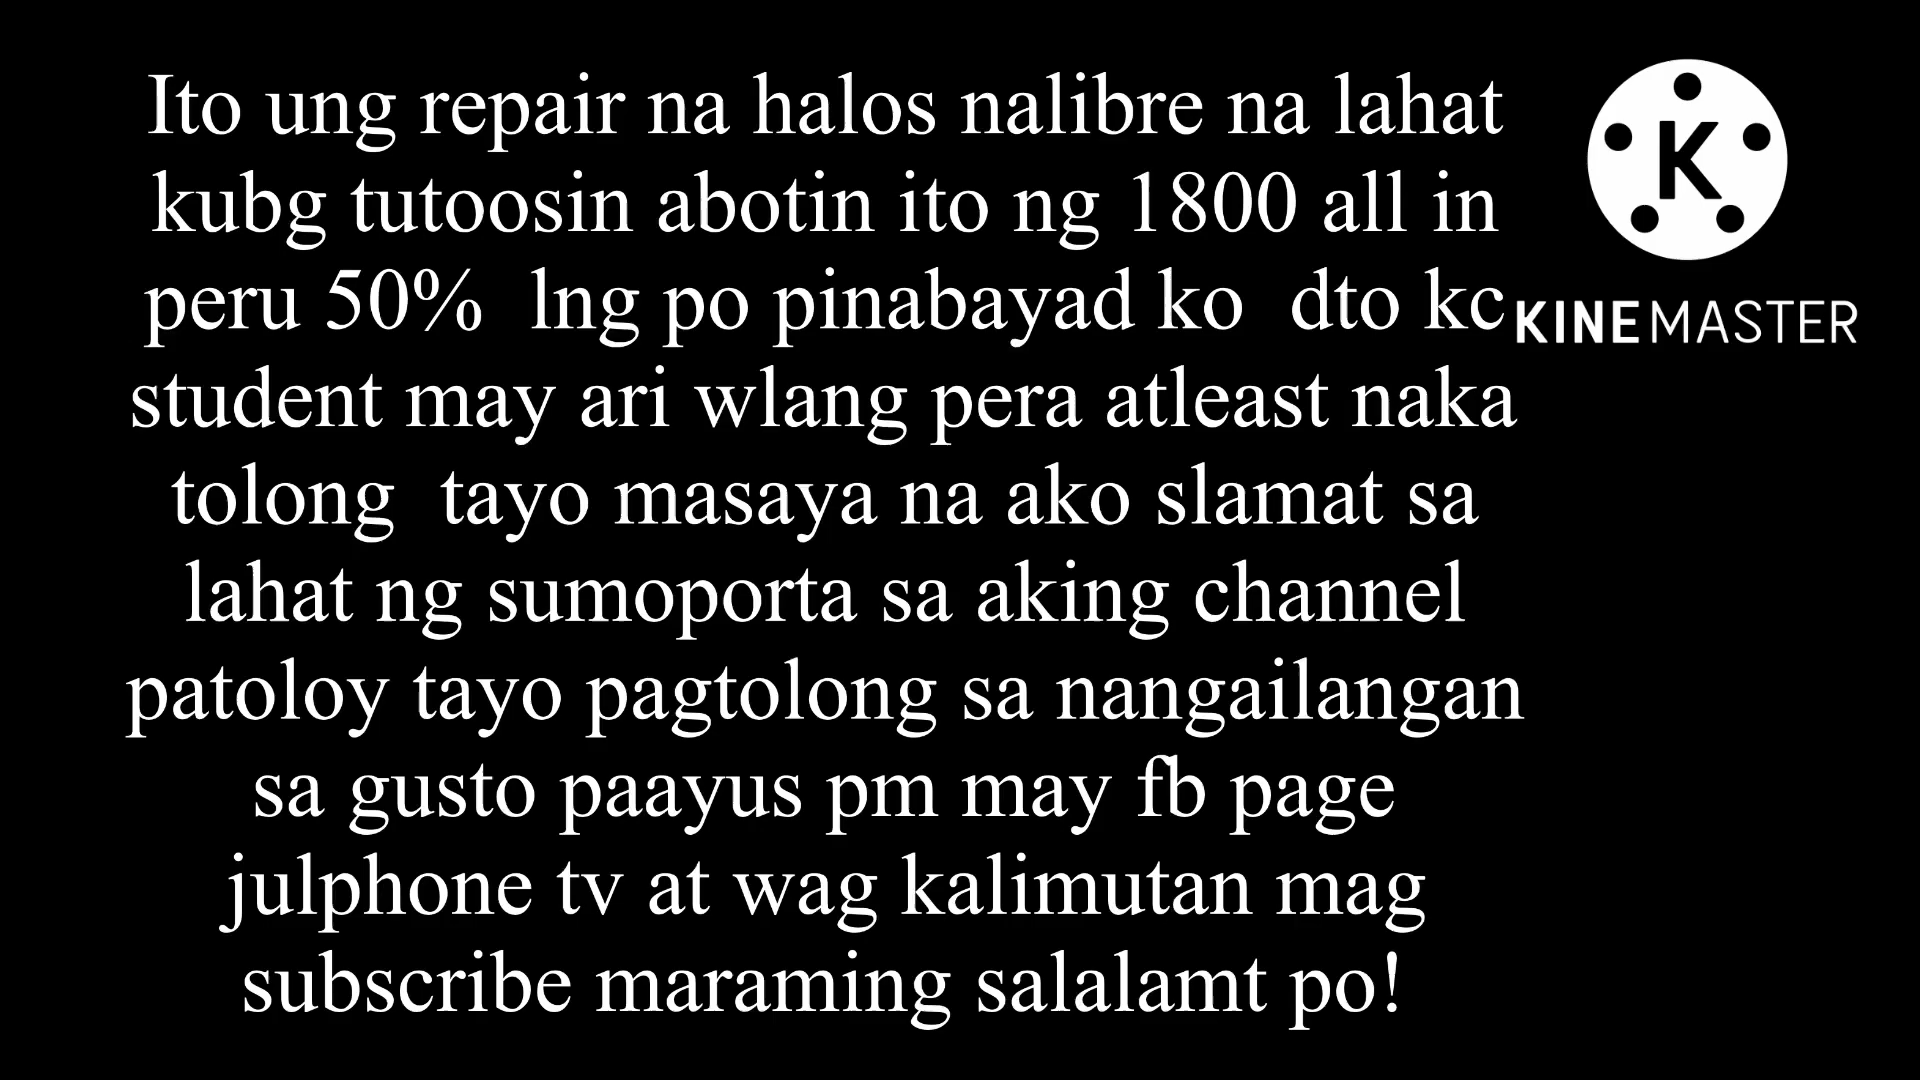 Ito ung repair na halos nalibre na lahat
kubg tutoosin abotin ito ng 1800 all in
peru 50% lng po pinabayad ko dto kc
student may ari wlang pera atleast naka
tolong tayo masaya na ako slamat sa
lahat ng sumoporta sa aking channel
patoloy tayo pagtolong sa nangailangan
sa gusto paayus pm may fb page
julphone tv at wag kalimutan mag
subscribe maraming salalamt po!
K
KINEMASTER